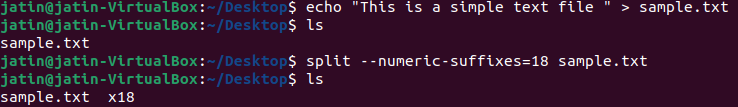 jatin@jatin-VirtualBox:~/Desktop$ echo "This is a simple text file " > sample.txt
jatin@jatin-VirtualBox:~/Desktop$ ls
sample.txt
jatin@jatin-VirtualBox:~/Desktop$ split --numeric-suffixes=18 sample.txt
jatin@jatin-VirtualBox:~/Desktop$ ls
sample.txt  x18